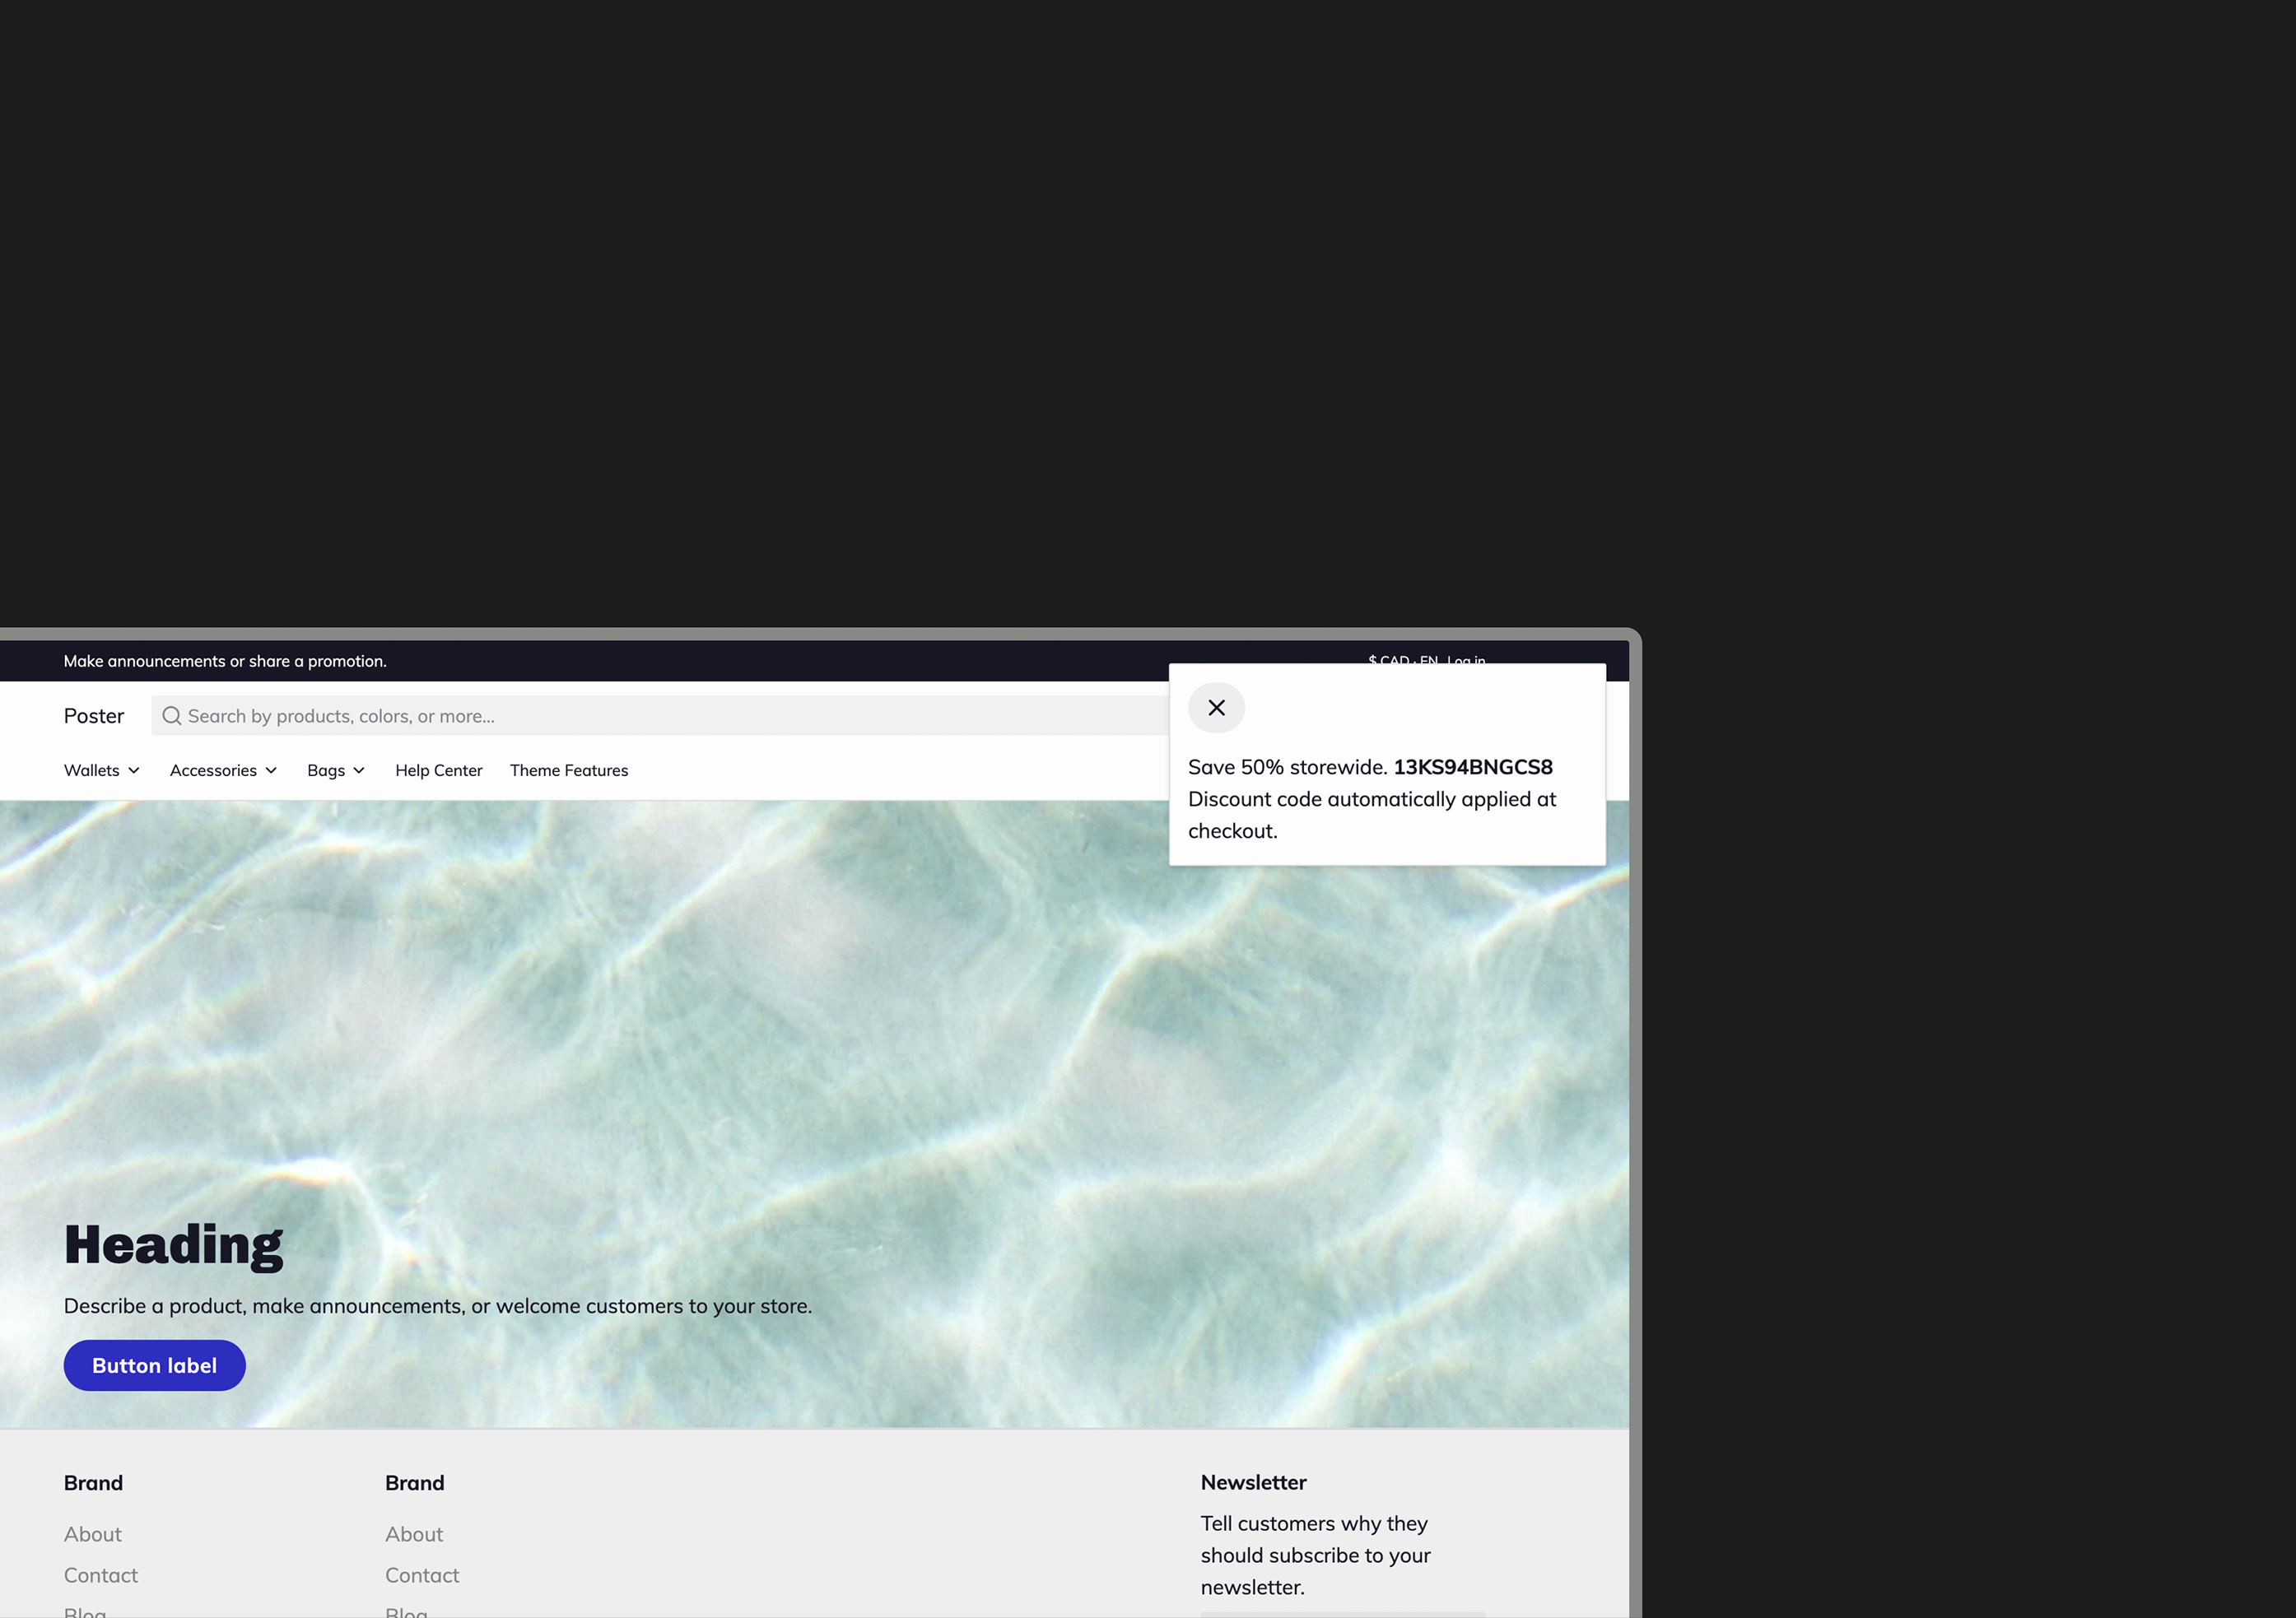 Make announcements or share a promotion.
$ CAD · EN Log in
Poster
Search by products, colors, or more...
Wallets Accessories Bags Help Center Theme Features
Save 50% storewide. 13KS94BNGCS8
Discount code automatically applied at
checkout.
Heading
Describe a product, make announcements, or welcome customers to your store.
Button label
Brand
About
Contact
Blog
Brand
About
Contact
Blog
Newsletter
Tell customers why they
should subscribe to your
newsletter.